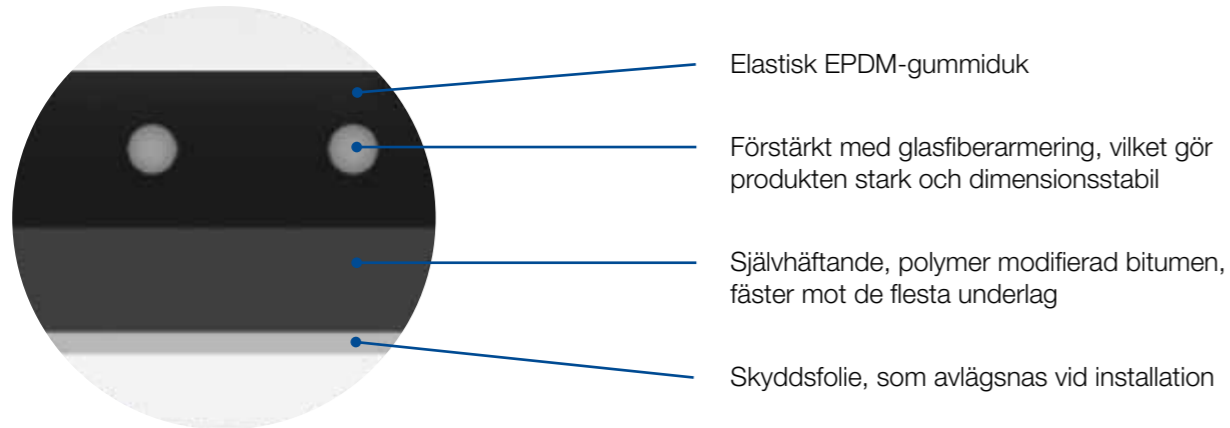 Elastisk EPDM-gummiduk
Förstärkt med glasfiberarmering, vilket gör
produkten stark och dimensionsstabil
Självhäftande, polymer modifierad bitumen,
fäster mot de flesta underlag
Skyddsfolie, som avlägsnas vid installation